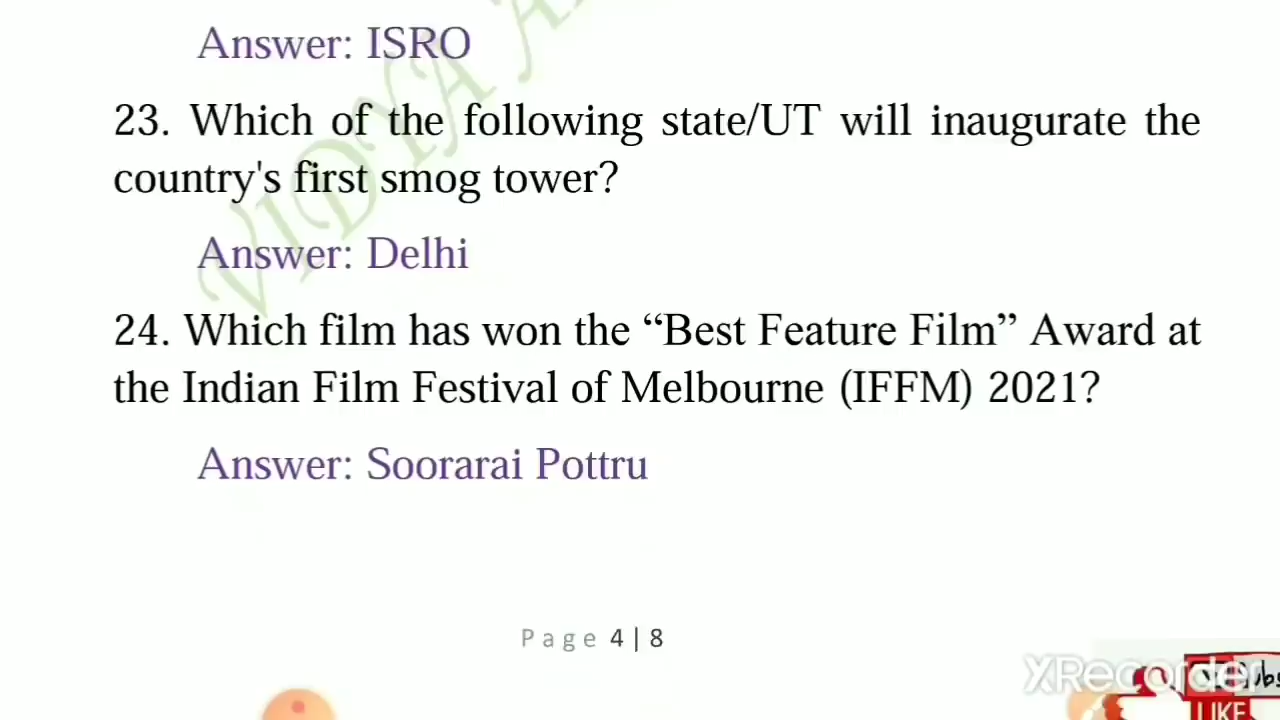 Answer: ISRO
23. Which of the following state/UT will inaugurate the
country's first smog tower?
Answer: Delhi
24. Which film has won the “Best Feature Film” Award at
the Indian Film Festival of Melbourne (IFFM) 2021?
Answer: Soorarai Pottru
Page 4 | 8
VIDYA
XRecorder
LIKE